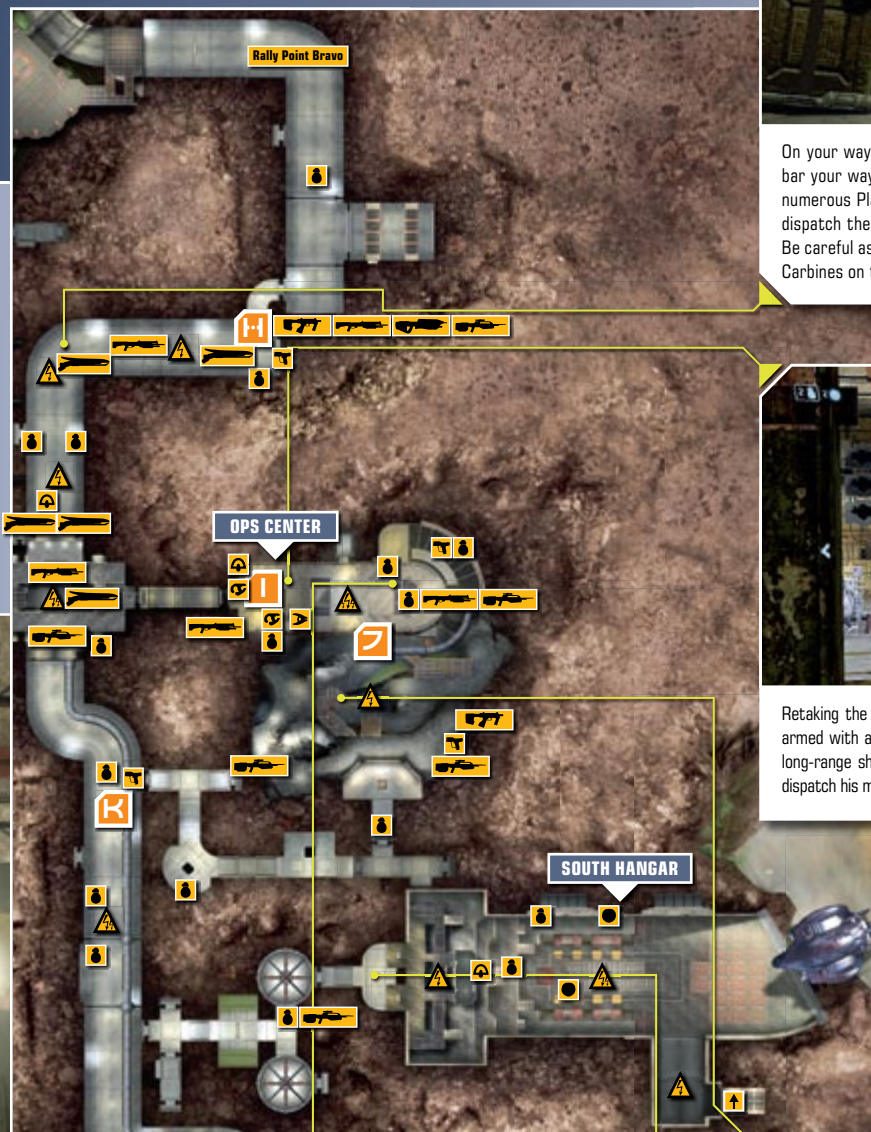 Rally Point Bravo
On your way
bar your way
numerous Pla
dispatch the
Be careful as
Carbines on t
H
OPS CENTER
I
J
K
SOUTH HANGAR
Retaking the
armed with a
long-range sh
dispatch his m